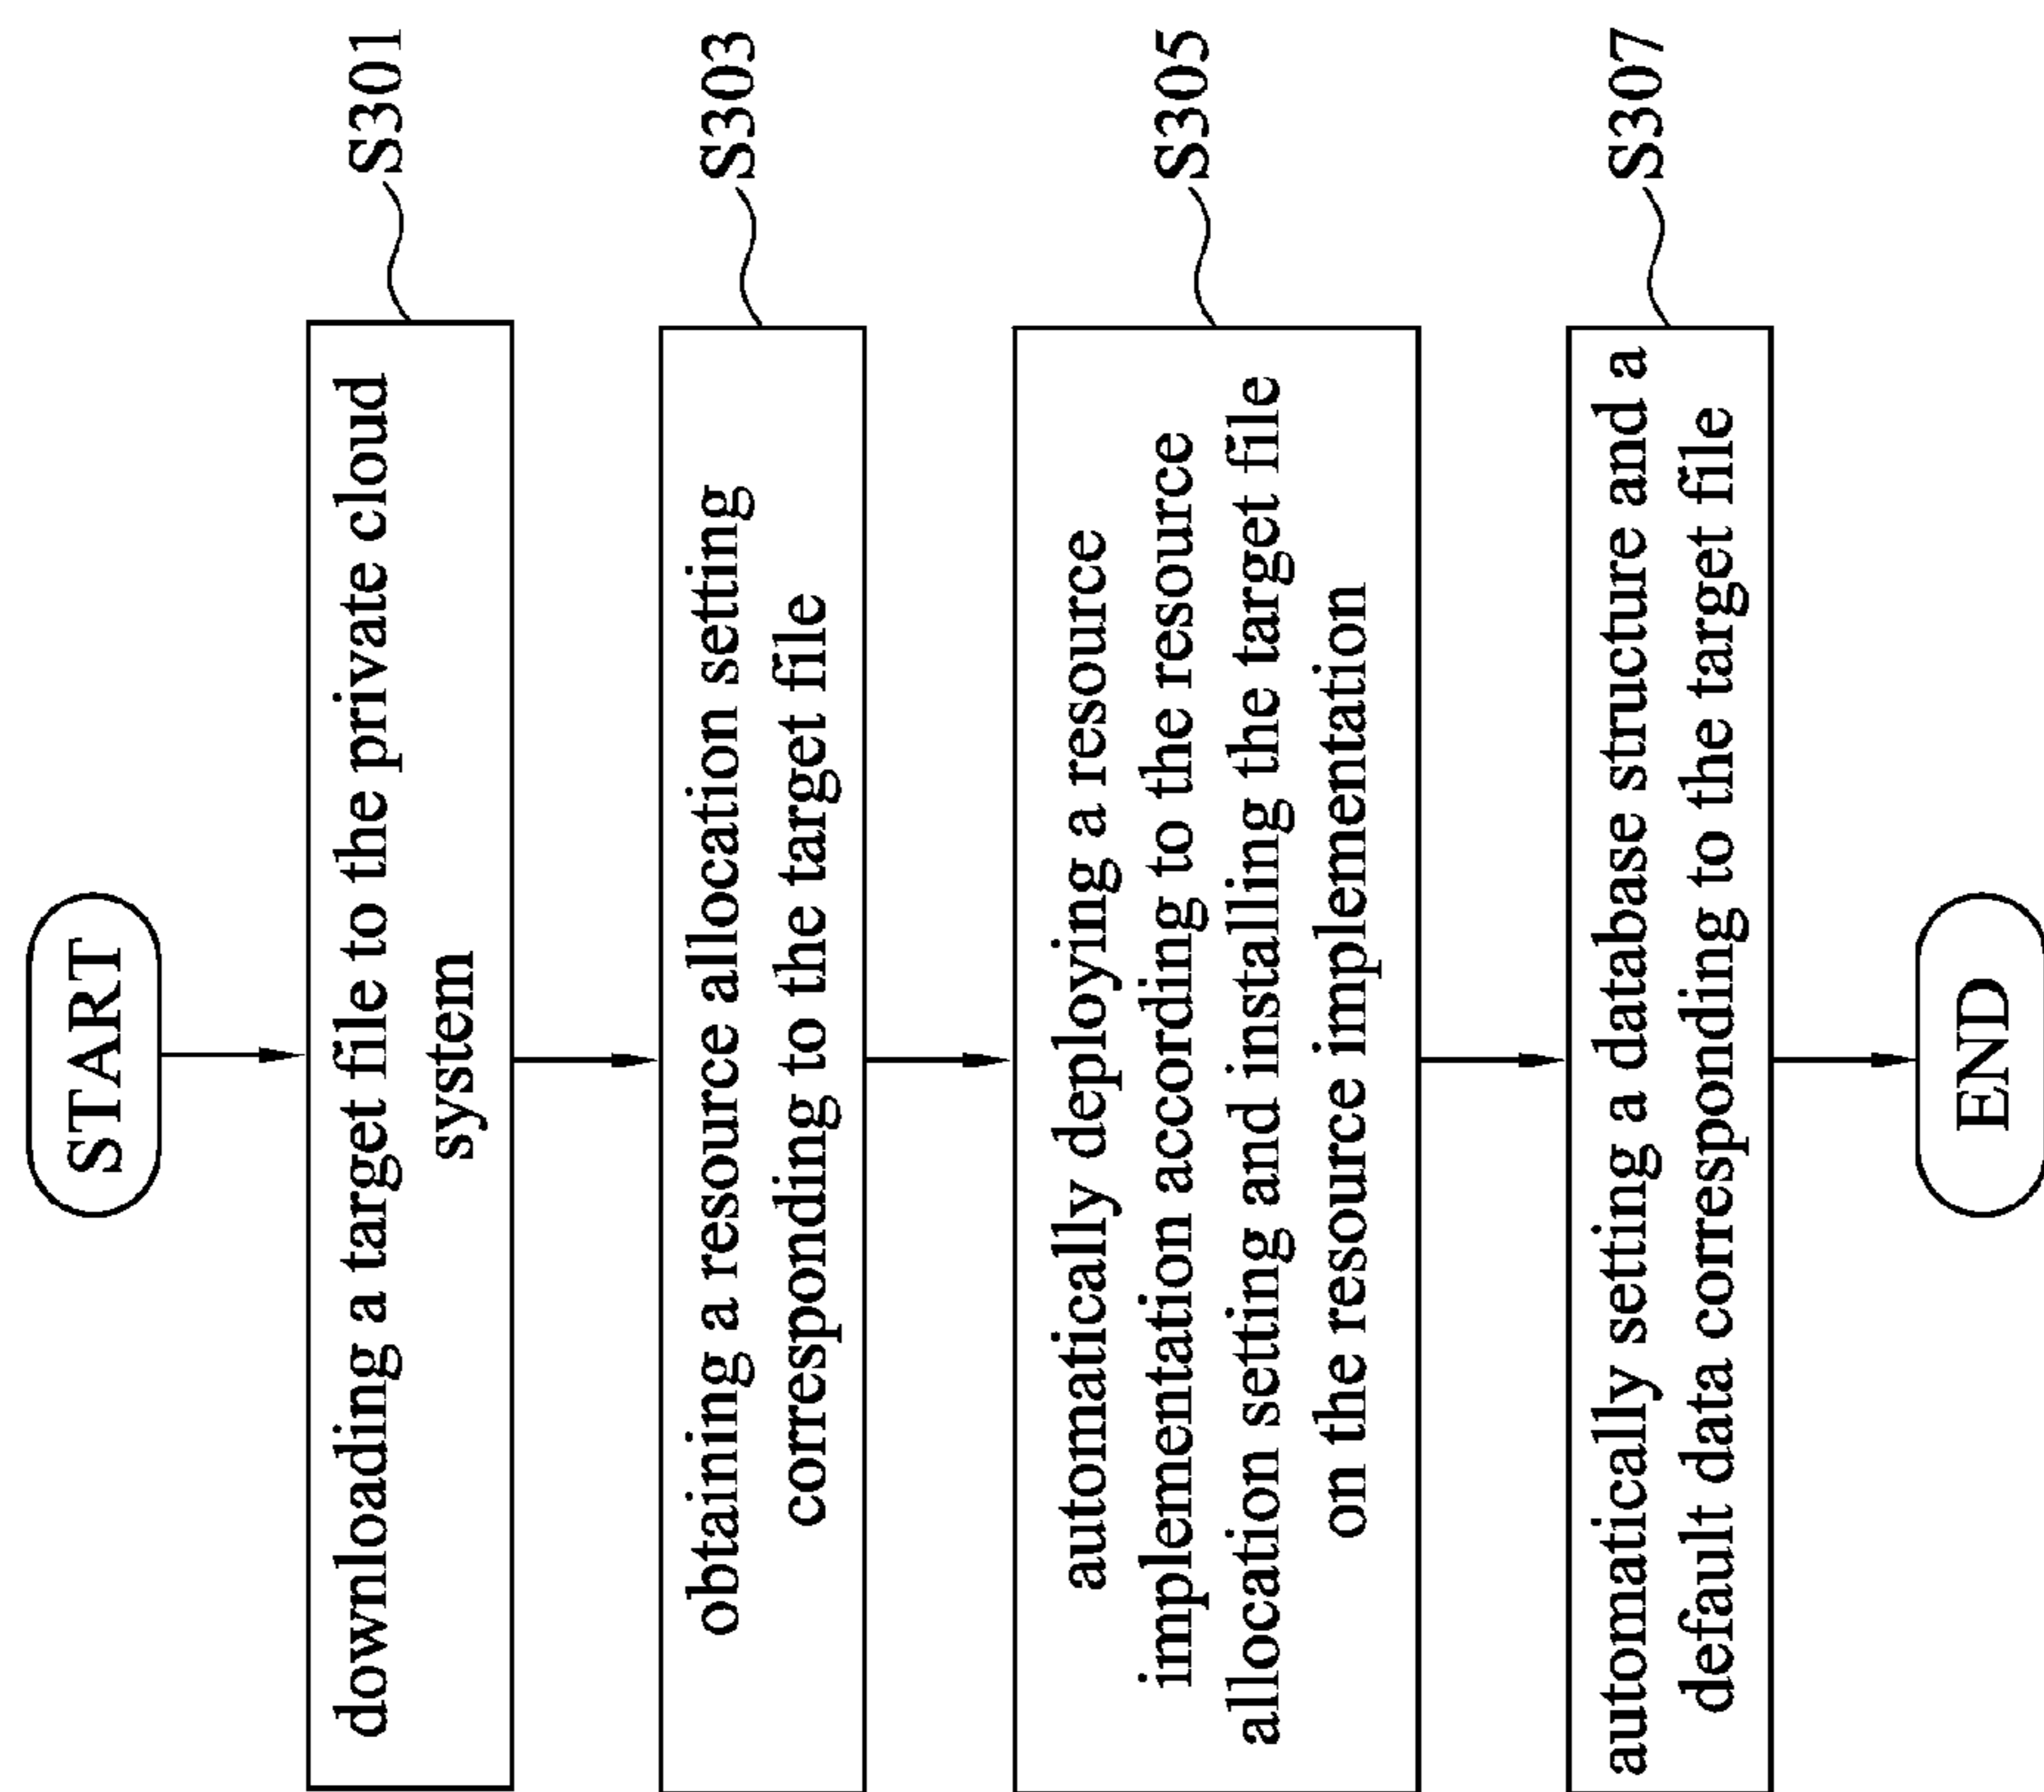 START
downloading a target file to the private cloud
system
S301
obtaining a resource allocation setting
corresponding to the target file
S303
automatically deploying a resource
implementation according to the resource
allocation setting and installing the target file
on the resource implementation
S305
automatically setting a database structure and a
default data corresponding to the target file
S307
END